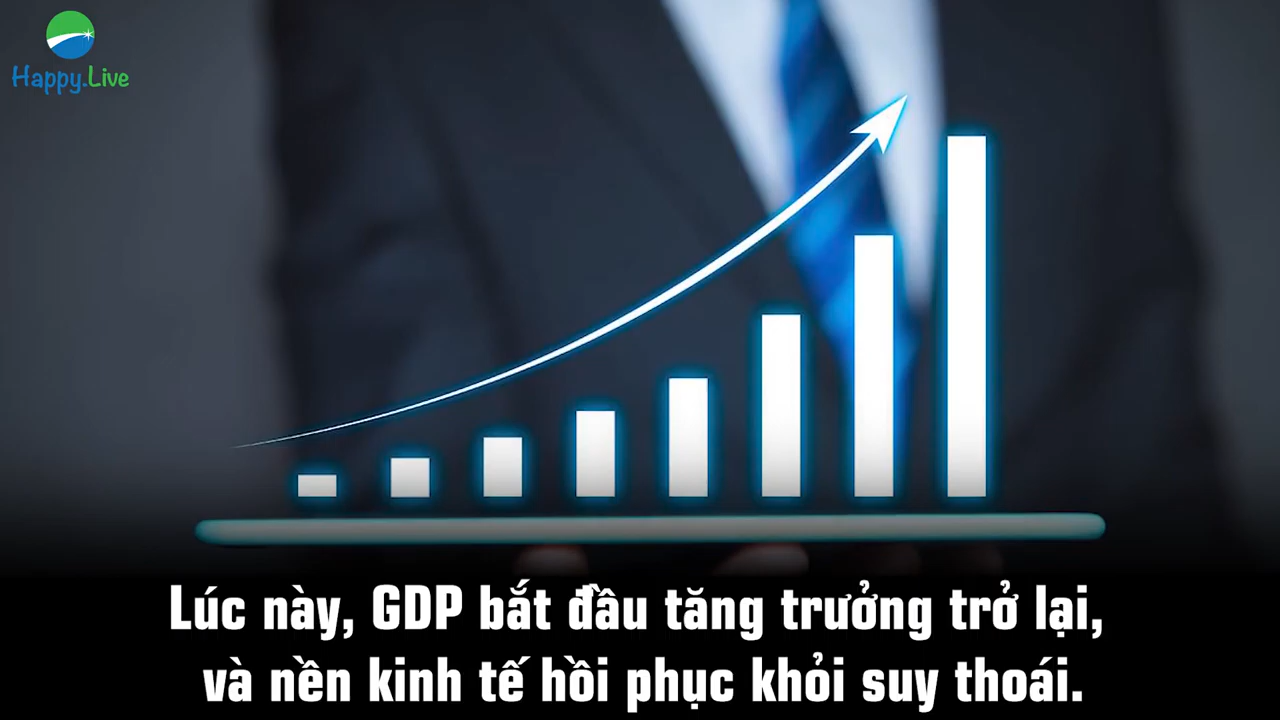 Happy.Live
Lúc này, GDP bắt đầu tăng trưởng trở lại,
và nền kinh tế hồi phục khỏi suy thoái.